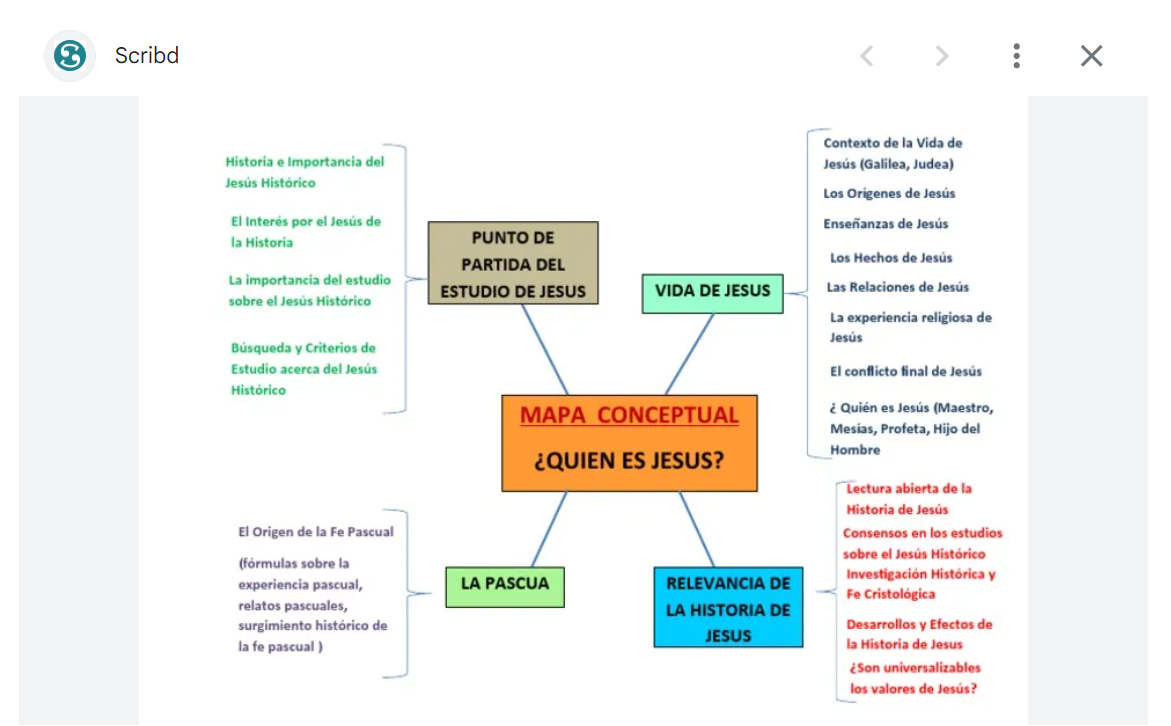 Scribd
Historia e Importancia del
Jesús Histórico
El Interés por el Jesús de
la Historia
La importancia del estudio
sobre el Jesús Histórico
Búsqueda y Criterios de
Estudio acerca del Jesús
Histórico
PUNTO DE
PARTIDA DEL
ESTUDIO DE JESUS
VIDA DE JESUS
Contexto de la Vida de
Jesús (Galilea, Judea)
Los Orígenes de Jesús
Enseñanzas de Jesús
Los Hechos de Jesús
Las Relaciones de Jesús
La experiencia religiosa de
Jesús
El conflicto final de Jesús
¿ Quién es Jesús (Maestro,
Mesías, Profeta, Hijo del
Hombre
MAPA CONCEPTUAL
¿QUIEN ES JESUS?
El Origen de la Fe Pascual
(fórmulas sobre la
experiencia pascual,
relatos pascuales,
surgimiento histórico de
la fe pascual )
LA PASCUA
RELEVANCIA DE
LA HISTORIA DE
JESUS
Lectura abierta de la
Historia de Jesús
Consensos en los estudios
sobre el Jesús Histórico
Investigación Histórica y
Fe Cristológica
Desarrollos y Efectos de
la Historia de Jesus
¿Son universalizables
los valores de Jesús?